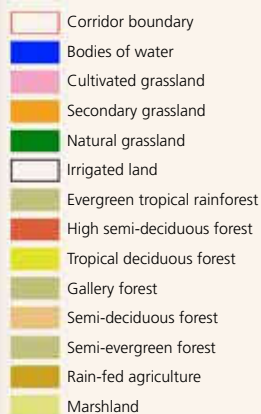 Corridor boundary
Bodies of water
Cultivated grassland
Secondary grassland
Natural grassland
Irrigated land
Evergreen tropical rainforest
High semi-deciduous forest
Tropical deciduous forest
Gallery forest
Semi-deciduous forest
Semi-evergreen forest
Rain-fed agriculture
Marshland